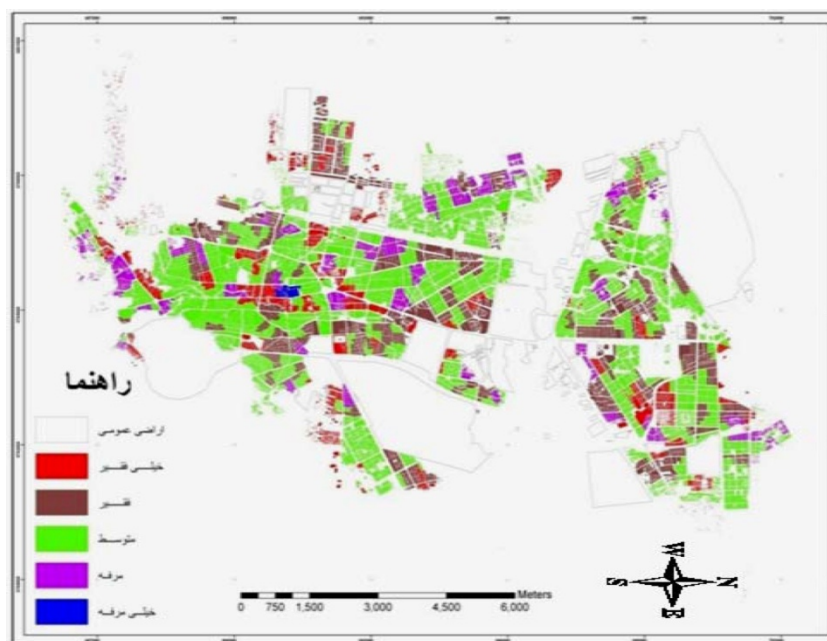 راهنما
اراضی عمومی
خیلی فقیر
فقیر
متوسط
مرفه
خیلی مرفه
0 750 1,500 3,000 4,500 6,000 Meters
W
S N
E